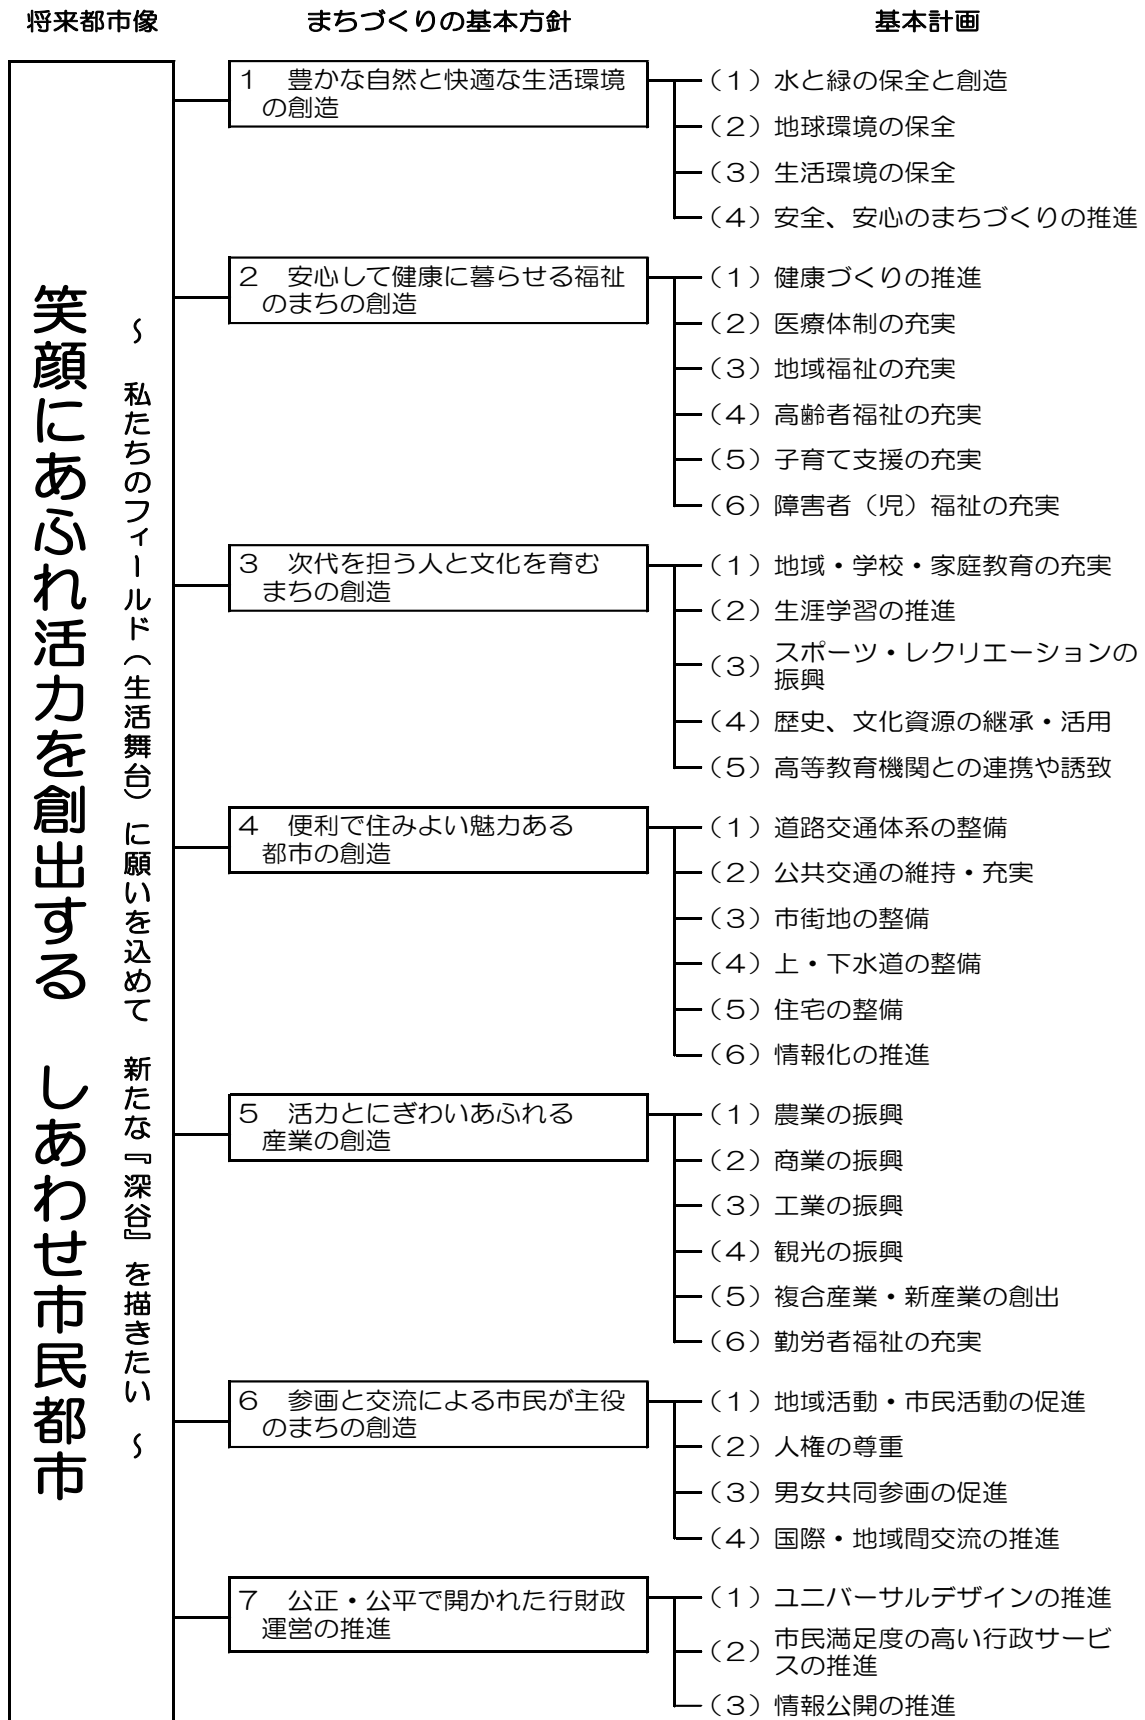 将来都市像
まちづくりの基本方針
基本計画
笑顔にあふれ活力を創出する　しあわせ市民都市
～　私たちのフィールド（生活舞台）に願いを込めて　新たな『深谷』を描きたい　～
１　豊かな自然と快適な生活環境
の創造
（１）水と緑の保全と創造
（２）地球環境の保全
（３）生活環境の保全
（４）安全、安心のまちづくりの推進
２　安心して健康に暮らせる福祉
のまちの創造
（１）健康づくりの推進
（２）医療体制の充実
（３）地域福祉の充実
（４）高齢者福祉の充実
（５）子育て支援の充実
（６）障害者（児）福祉の充実
３　次代を担う人と文化を育む
まちの創造
（１）地域・学校・家庭教育の充実
（２）生涯学習の推進
（３）スポーツ・レクリエーションの
振興
（４）歴史、文化資源の継承・活用
（５）高等教育機関との連携や誘致
４　便利で住みよい魅力ある
都市の創造
（１）道路交通体系の整備
（２）公共交通の維持・充実
（３）市街地の整備
（４）上・下水道の整備
（５）住宅の整備
（６）情報化の推進
５　活力とにぎわいあふれる
産業の創造
（１）農業の振興
（２）商業の振興
（３）工業の振興
（４）観光の振興
（５）複合産業・新産業の創出
（６）勤労者福祉の充実
６　参画と交流による市民が主役
のまちの創造
（１）地域活動・市民活動の促進
（２）人権の尊重
（３）男女共同参画の促進
（４）国際・地域間交流の推進
７　公正・公平で開かれた行財政
運営の推進
（１）ユニバーサルデザインの推進
（２）市民満足度の高い行政サービ
スの推進
（３）情報公開の推進